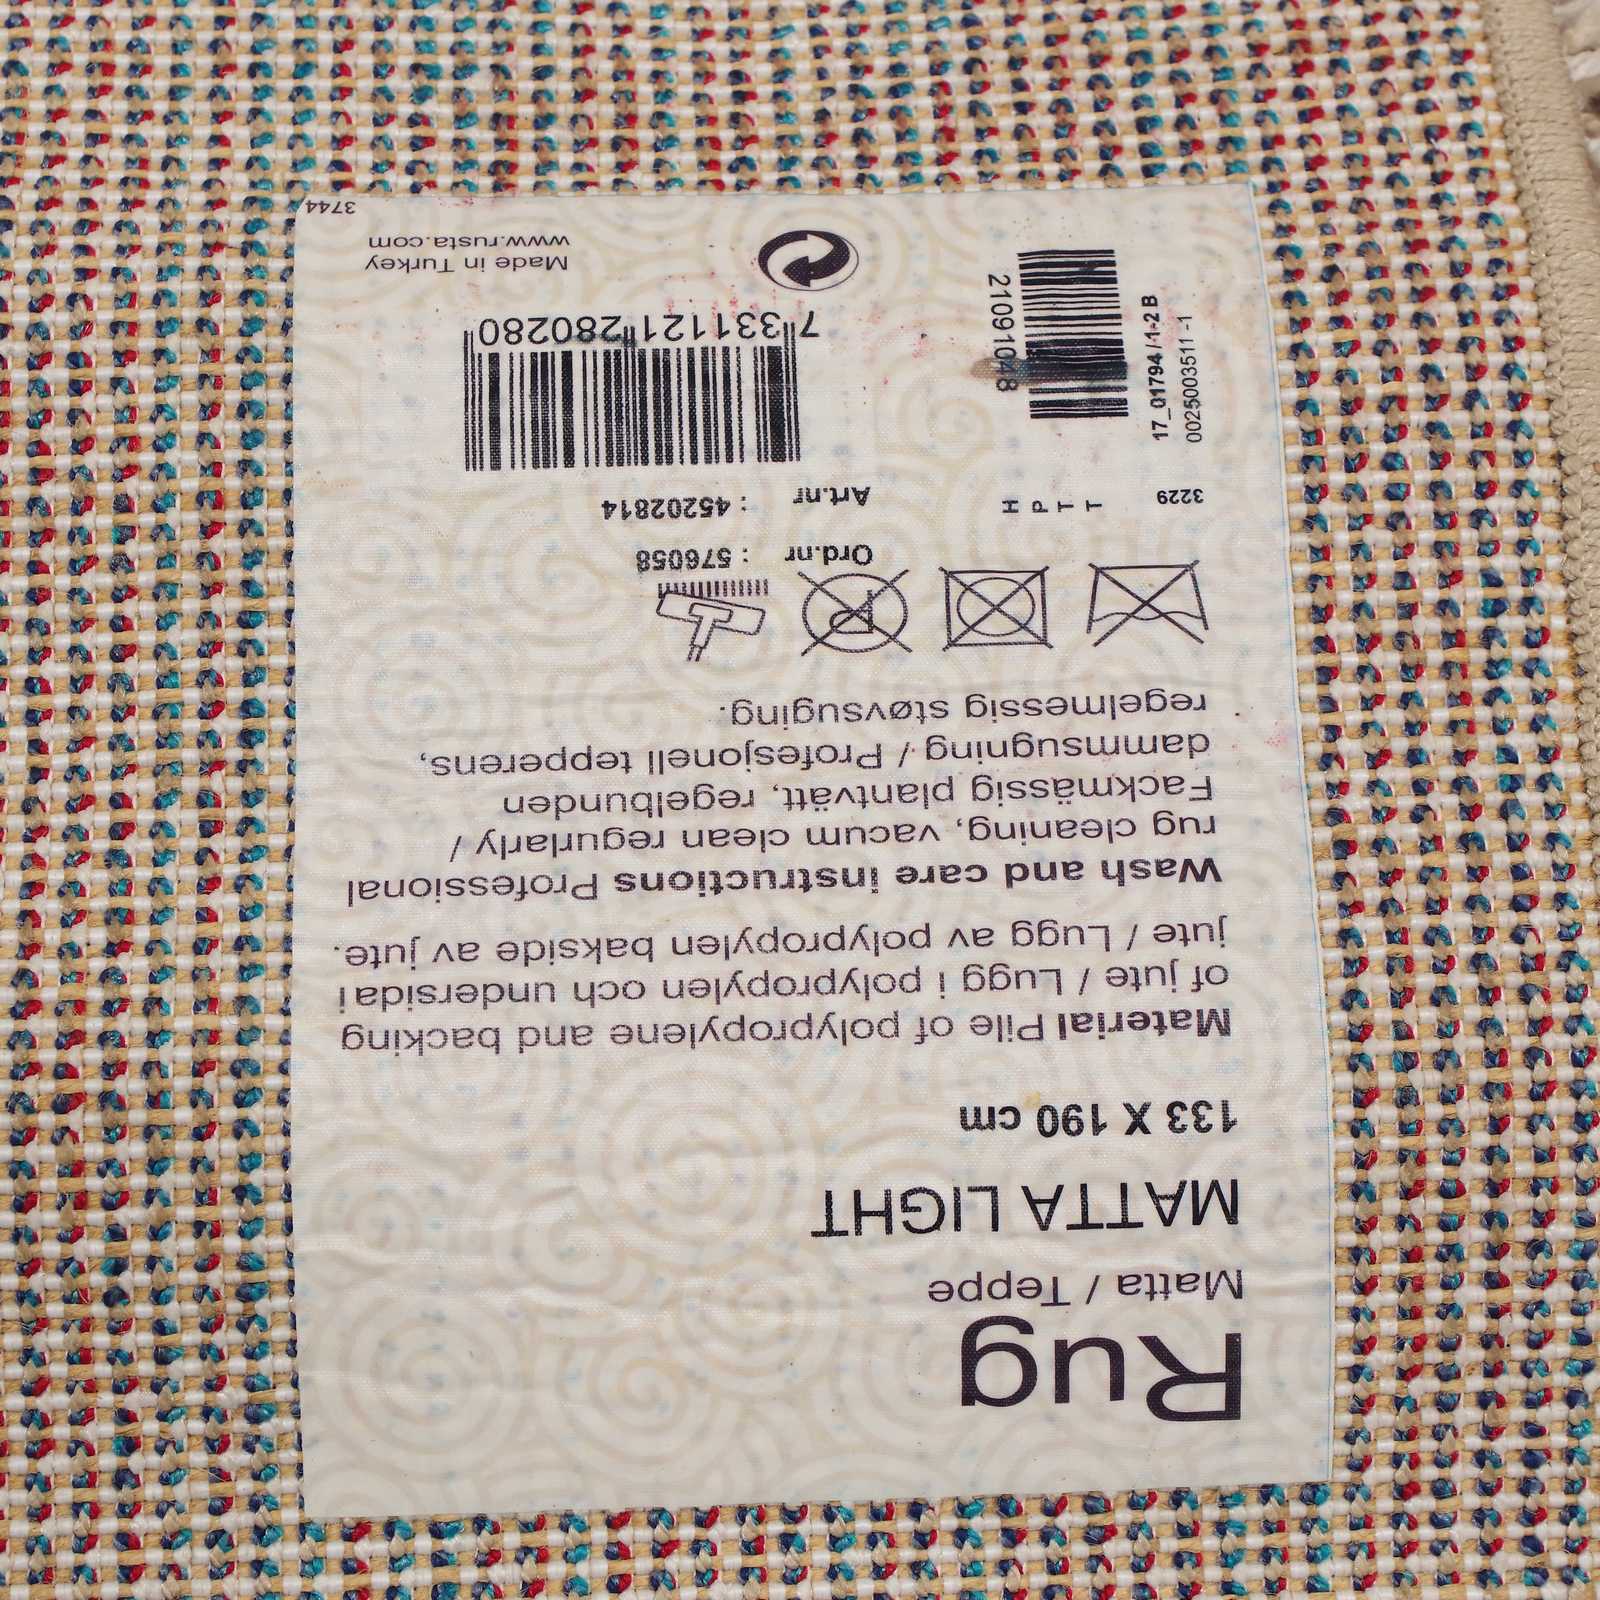 Rug
Matta / Teppe
MATTA LIGHT
133 X 190 cm
Material Pile of polypropylene and backing
of jute / Lugg i polypropylen och undersida i
jute / Lugg av polypropylen bakside av jute.
Wash and care instructions Professional
rug cleaning, vacum clean regurlarly /
Fackmässig plantvätt, regelbunden
dammsugning / Profesjonell tepperens,
regelmessig støvsuging.
Ord.nr : 576058
Art.nr : 45202814
3229
H P T T
17_01794 / 1-2 B
0025003511 -1
21091048
7 331121 280280
Made in Turkey
www.rusta.com
3744